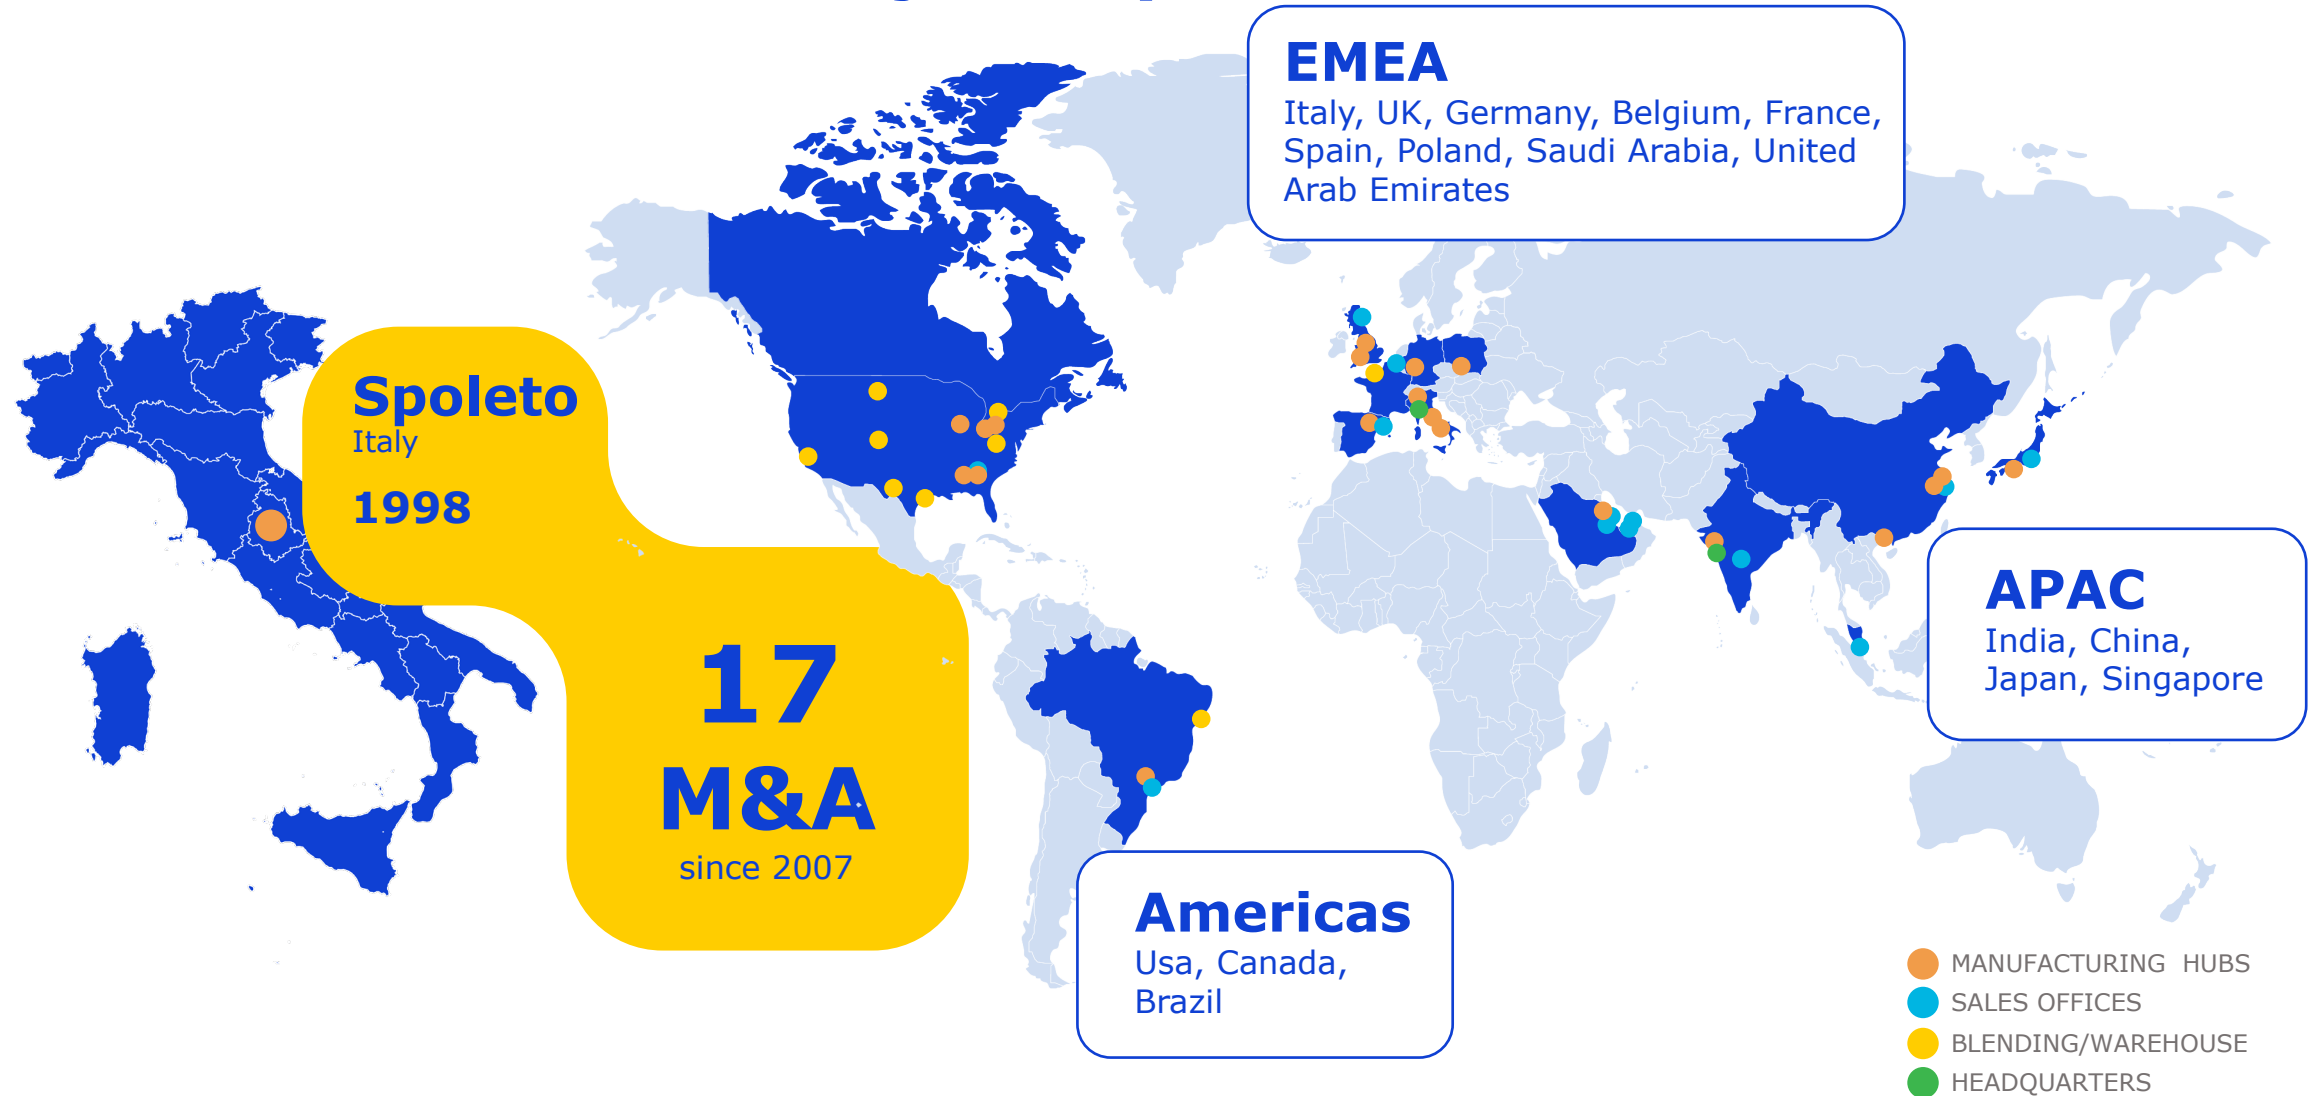 EMEA
Italy, UK, Germany, Belgium, France,
Spain, Poland, Saudi Arabia, United
Arab Emirates
Spoleto
Italy
1998
17
M&A
since 2007
APAC
India, China,
Japan, Singapore
Americas
Usa, Canada,
Brazil
MANUFACTURING HUBS
SALES OFFICES
BLENDING/WAREHOUSE
HEADQUARTERS